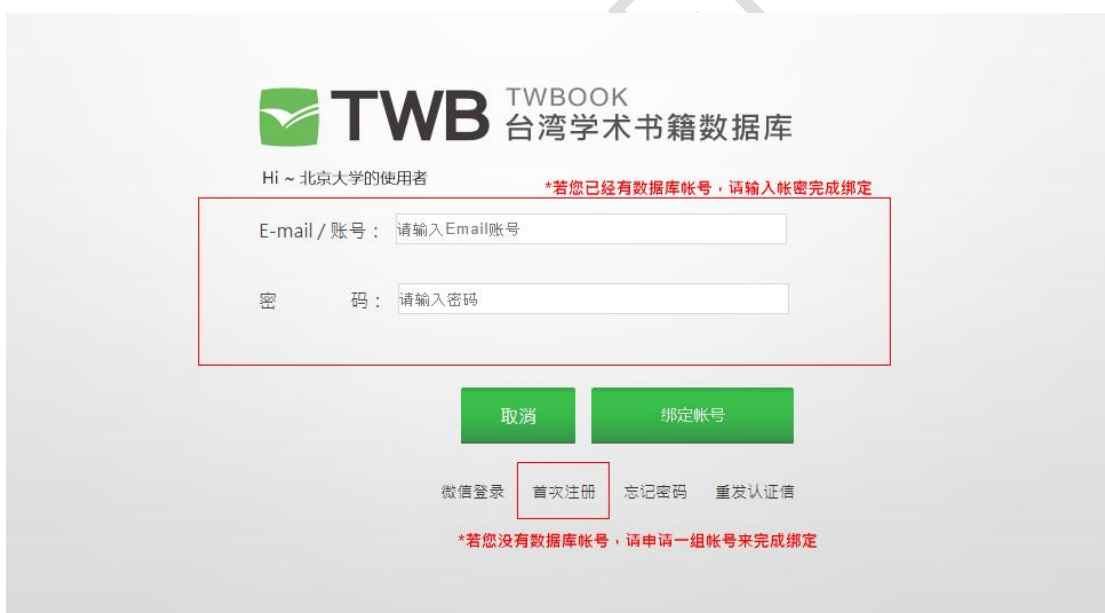 TWB TWBOOK
台湾学术书籍数据库
Hi ~ 北京大学的使用者
*若您已经有数据库帐号，请输入帐密完成绑定
E-mail / 账号： 请输入Email账号
密 码： 请输入密码
取消 绑定帐号
微信登录 首次注册 忘记密码 重发认证信
*若您没有数据库帐号，请申请一组帐号来完成绑定